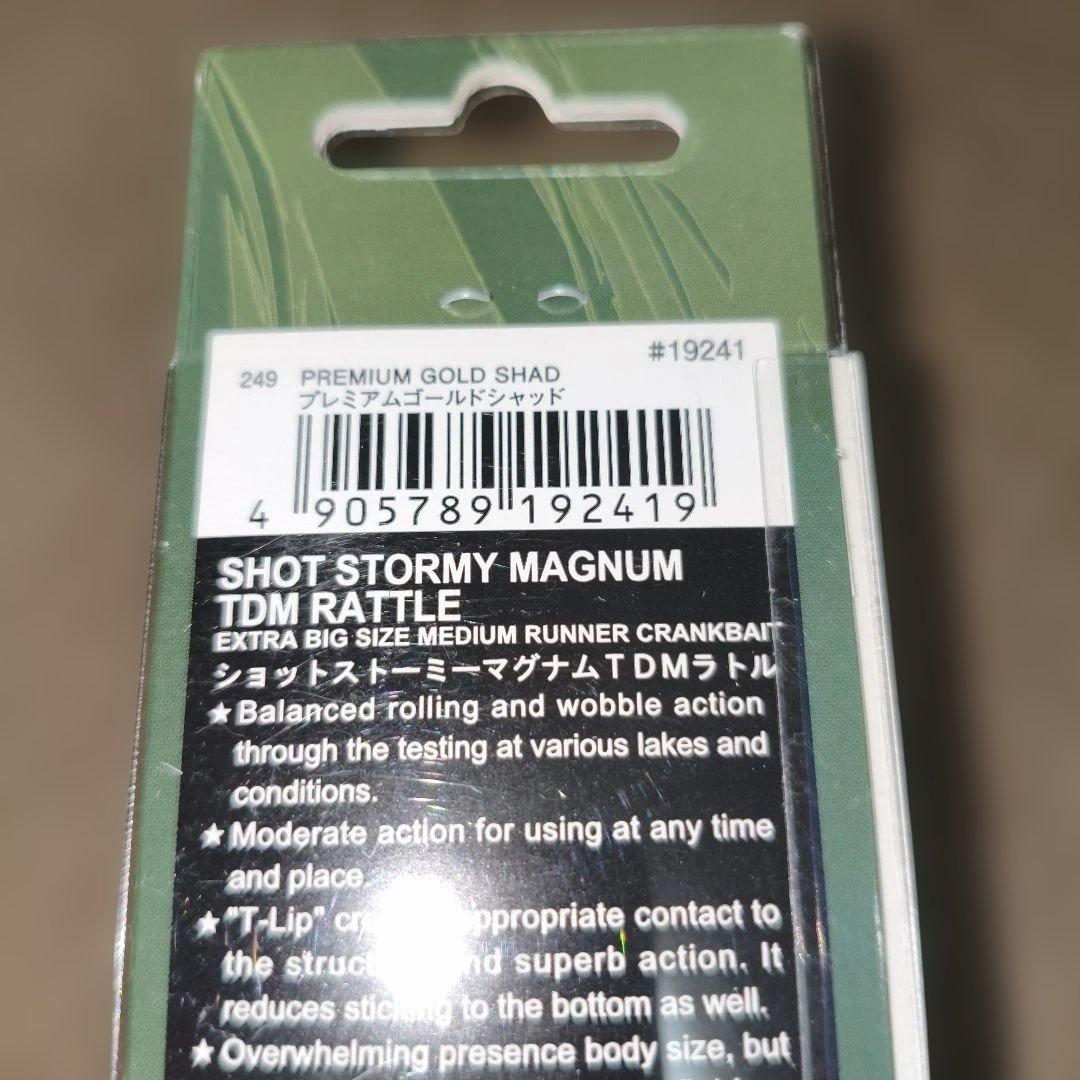 #19241
249 PREMIUM GOLD SHAD
プレミアムゴールドシャッド
4 905789 192419
SHOT STORMY MAGNUM
TDM RATTLE
EXTRA BIG SIZE MEDIUM RUNNER CRANKBAIT
ショットストーミーマグナムTDMラトル
★Balanced rolling and wobble action
through the testing at various lakes and
conditions.
★Moderate action for using at any time
and place.
★"T-Lip" appropriate contact to
the superb action. It
reduces to the bottom as well.
★Overwhelming presence body size, but